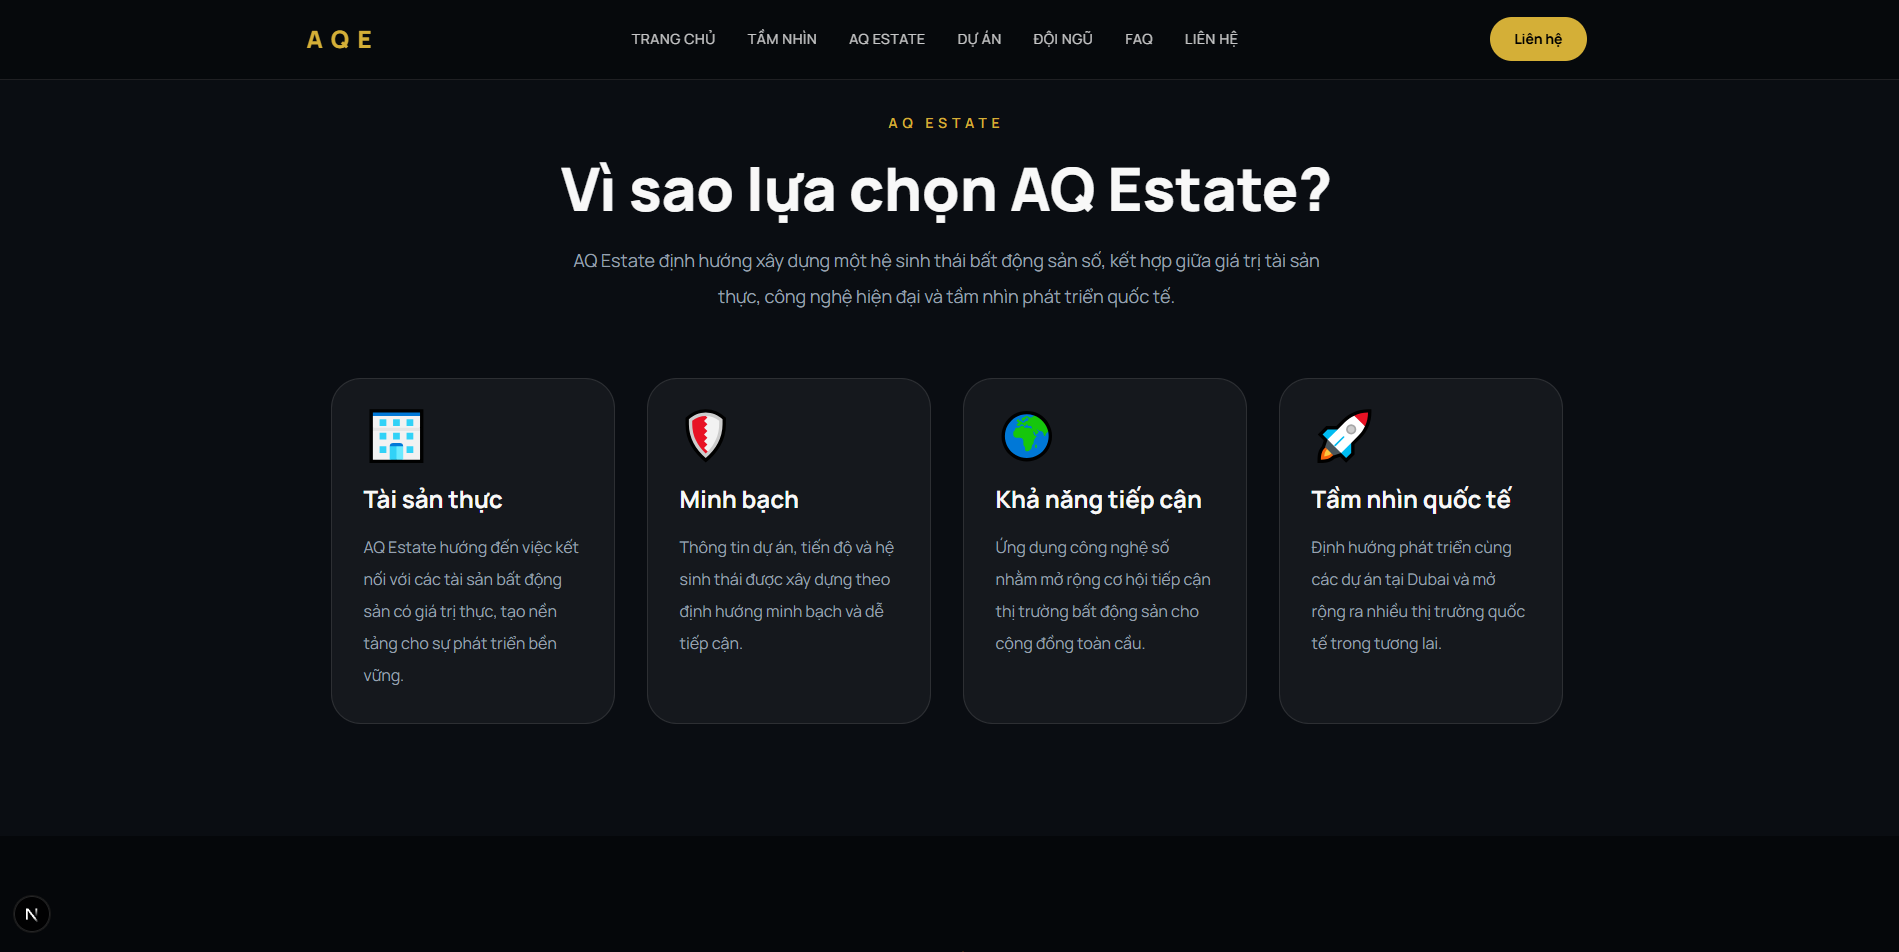 AQE
TRANG CHỦ
TẦM NHÌN
AQ ESTATE
DỰ ÁN
ĐỘI NGŨ
FAQ
LIÊN HỆ
Liên hệ
AQ ESTATE
Vì sao lựa chọn AQ Estate?
AQ Estate định hướng xây dựng một hệ sinh thái bất động sản số, kết hợp giữa giá trị tài sản
thực, công nghệ hiện đại và tầm nhìn phát triển quốc tế.
Tài sản thực
AQ Estate hướng đến việc kết
nối với các tài sản bất động
sản có giá trị thực, tạo nền
tảng cho sự phát triển bền
vững.
Minh bạch
Thông tin dự án, tiến độ và hệ
sinh thái được xây dựng theo
định hướng minh bạch và dễ
tiếp cận.
Khả năng tiếp cận
Ứng dụng công nghệ số
nhằm mở rộng cơ hội tiếp cận
thị trường bất động sản cho
cộng đồng toàn cầu.
Tầm nhìn quốc tế
Định hướng phát triển cùng
các dự án tại Dubai và mở
rộng ra nhiều thị trường quốc
tế trong tương lai.
N